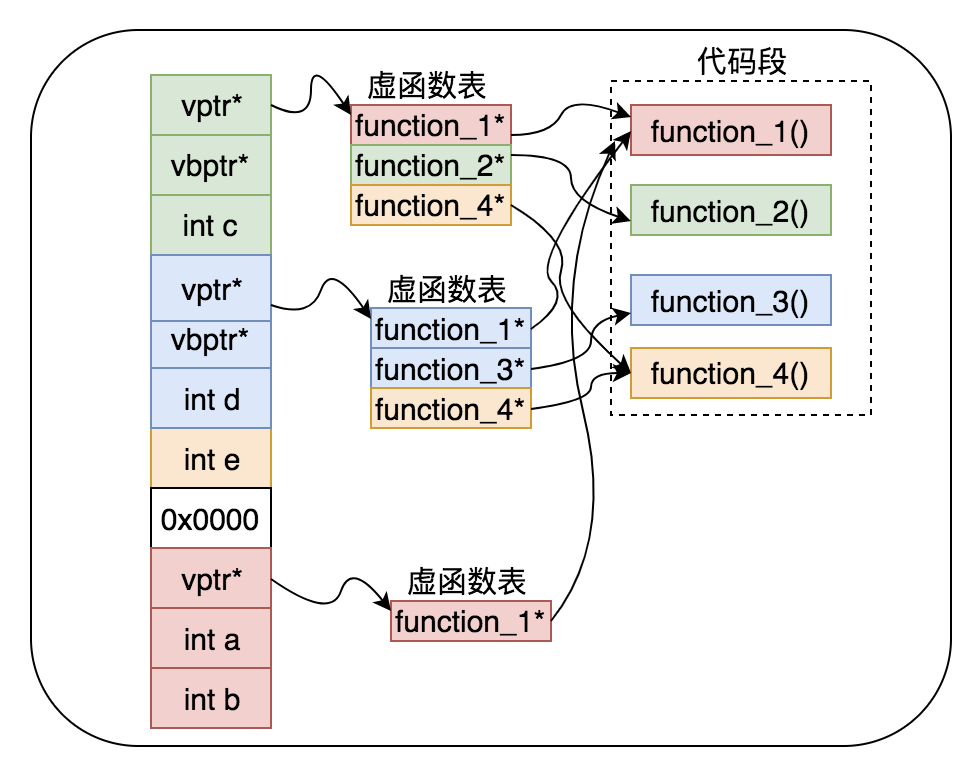 vptr*
vbptr*
int c
vptr*
vbptr*
int d
int e
0x0000
vptr*
int a
int b
虚函数表
function_1*
function_2*
function_4*
虚函数表
function_1*
function_3*
function_4*
虚函数表
function_1*
代码段
function_1()
function_2()
function_3()
function_4()